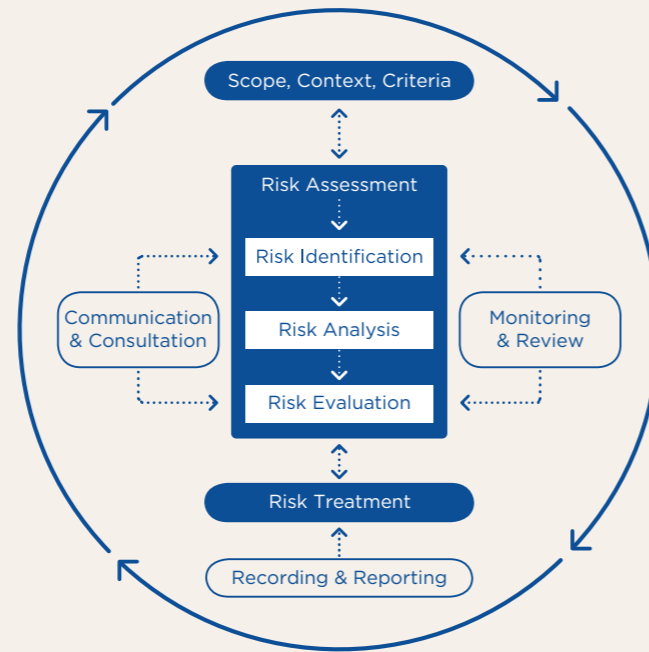 Scope, Context, Criteria
Risk Assessment
Risk Identification
Communication
& Consultation
Risk Analysis
Monitoring
& Review
Risk Evaluation
Risk Treatment
Recording & Reporting